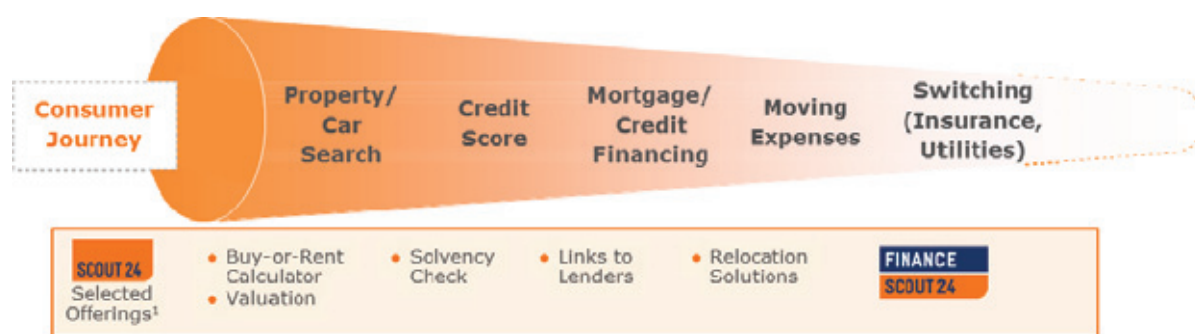 Consumer
Journey
Property/
Car
Search
Credit
Score
Mortgage/
Credit
Financing
Moving
Expenses
Switching
(Insurance,
Utilities)
SCOUT 24
Selected
Offerings¹
• Buy-or-Rent
Calculator
• Valuation
• Solvency
Check
• Links to
Lenders
• Relocation
Solutions
FINANCE
SCOUT 24